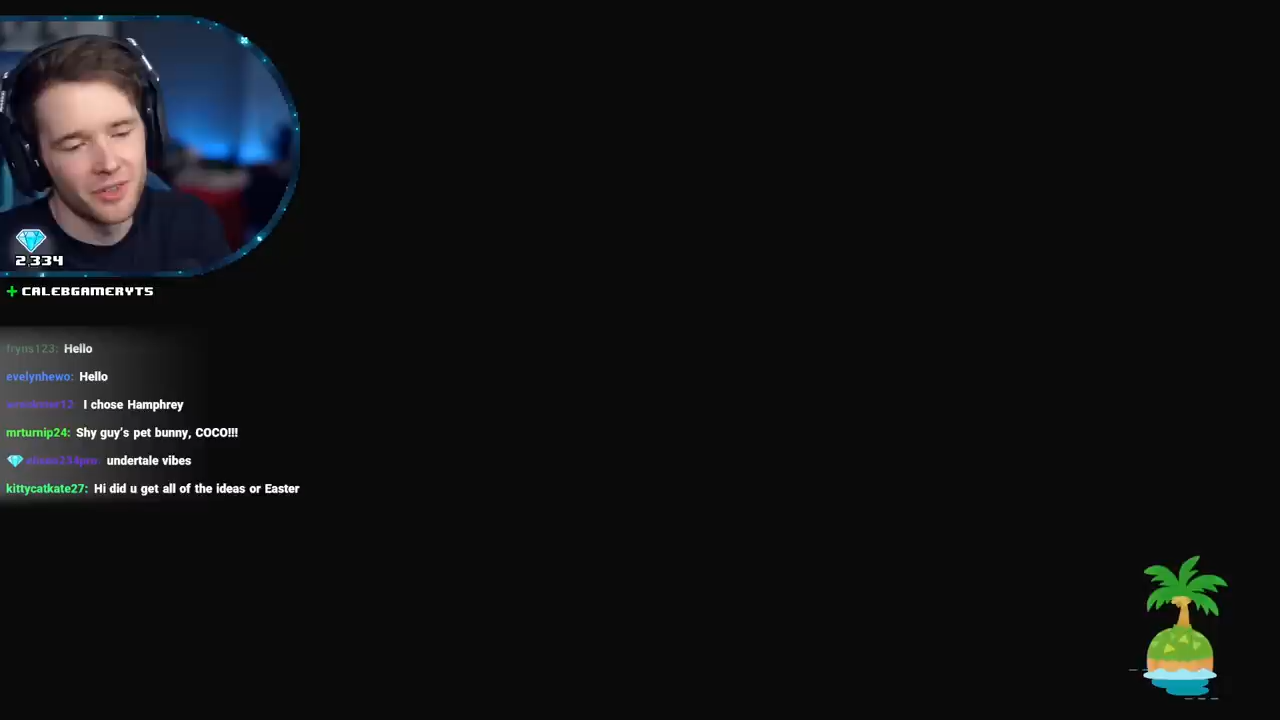 2,334
+ CALEBGAMERYTS
fryns123: Hello
evelynhewo: Hello
I chose Hamphrey
mrturnip24: Shy guy's pet bunny, COCO!!!
undertale vibes
kittycatkate27: Hi did u get all of the ideas or Easter